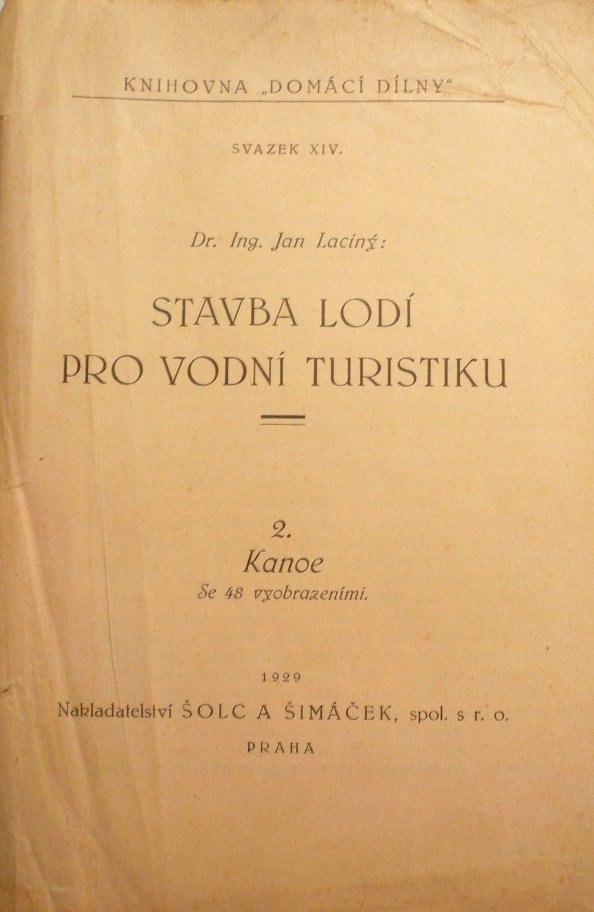 KNIHOVNA „DOMÁCÍ DÍLNY“
SVAZEK XIV.
Dr. Ing. Jan Laciný:
STAVBA LODÍ
PRO VODNÍ TURISTIKU
2.
Kanoe
Se 48 vyobrazeními.
1929
Nakladatelství ŠOLC A ŠIMÁČEK, spol. s r. o.
PRAHA